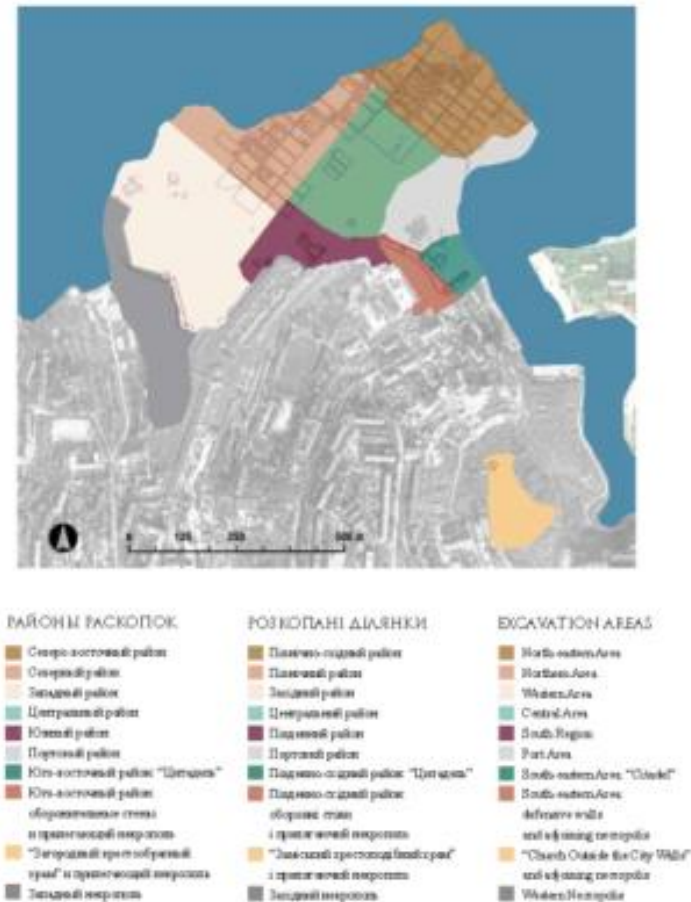 0 125 250 500 m
РАЙОНЫ РАСКОПОК
Северо-восточный район
Северный район
Западный район
Центральный район
Южный район
Портовый район
Юго-восточный район "Цитадель"
Юго-восточный район
оборонительные стены
и прилегающий некрополь
"Загородный крестообразный
храм" и прилегающий некрополь
Западный некрополь
РОЗКОПАНІ ДІЛЯНКИ
Північно-східний район
Північний район
Західний район
Центральний район
Південний район
Портовий район
Південно-східний район "Цитадель"
Південно-східний район
оборонні стіни
і прилягаючий некрополь
"Заміський хрестоподібний храм"
і прилягаючий некрополь
Західний некрополь
EXCAVATION AREAS
North-eastern Area
Northern Area
Western Area
Central Area
South Region
Port Area
South-eastern Area "Citadel"
South-eastern Area
defensive walls
and adjoining necropolis
"Church Outside the City Walls"
and adjoining necropolis
Western Necropolis